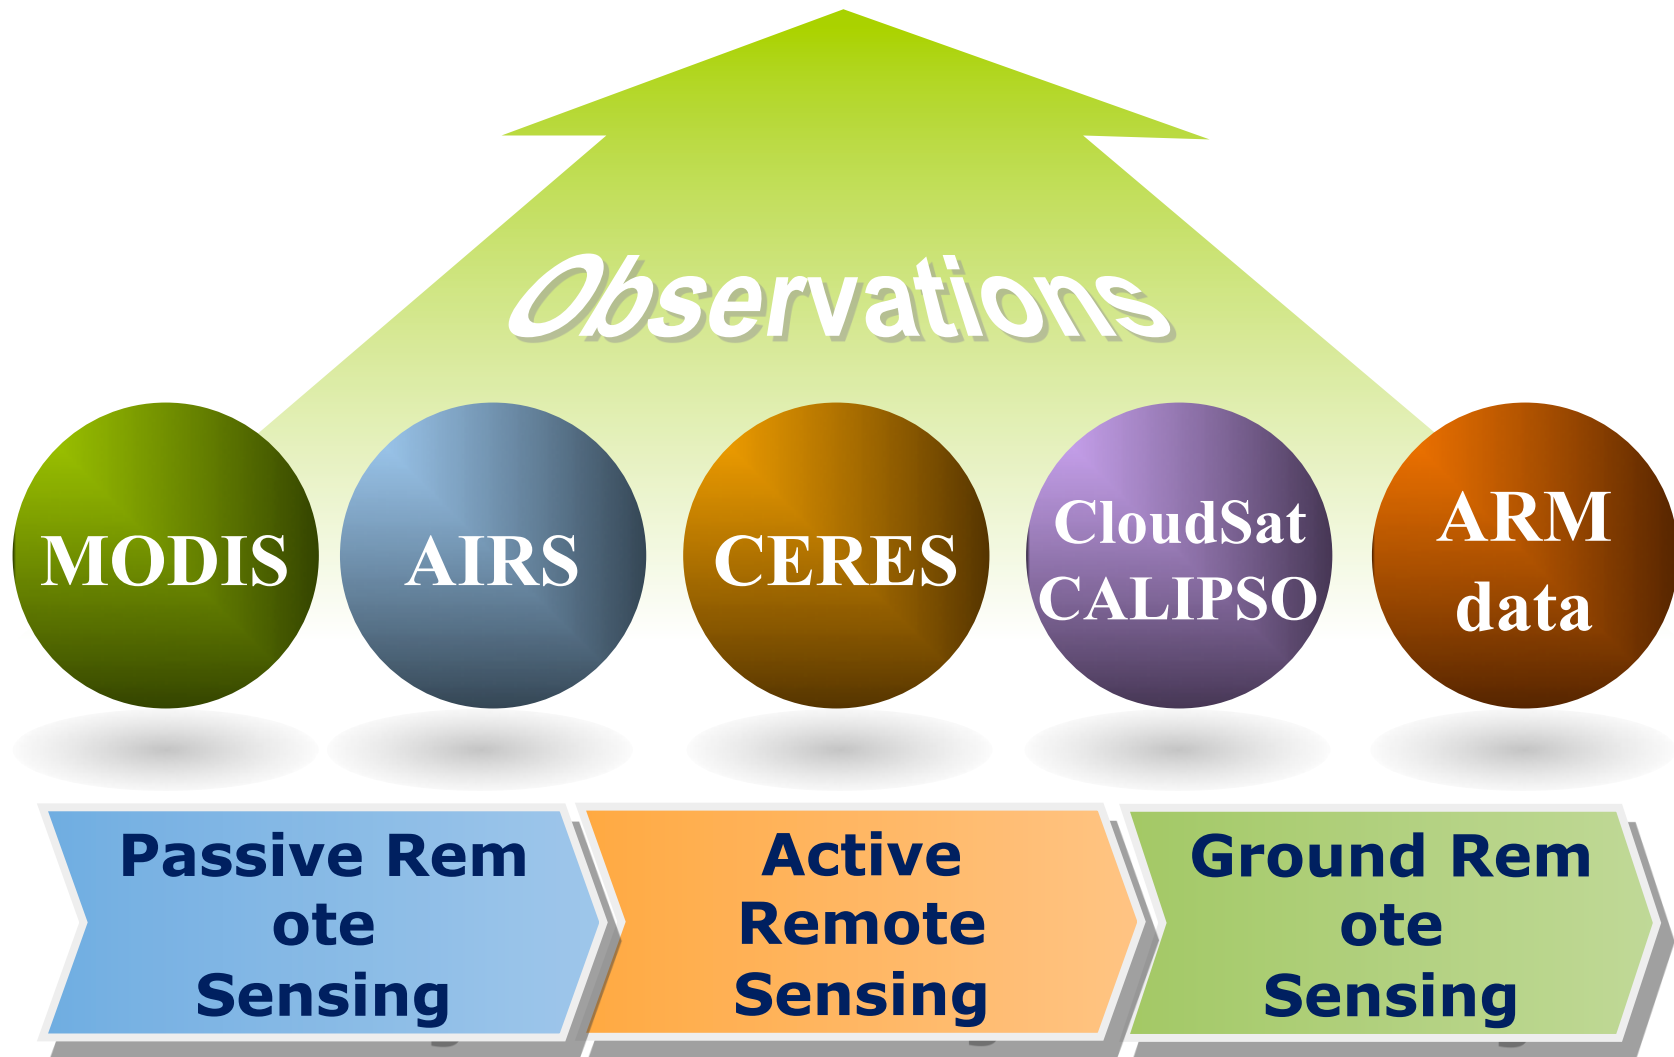 Observations
MODIS
AIRS
CERES
CloudSat
CALIPSO
ARM
data
Passive Rem
ote
Sensing
Active
Remote
Sensing
Ground Rem
ote
Sensing